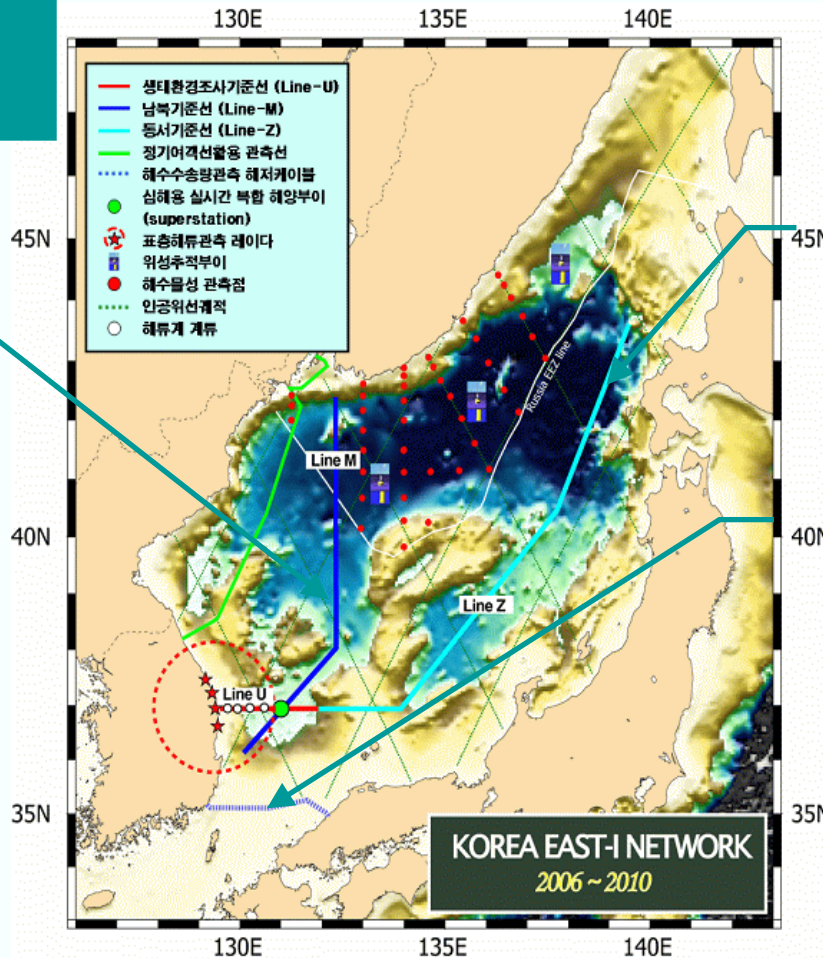 130E 135E 140E
생태환경조사기준선 (Line-U)
남북기준선 (Line-M)
동서기준선 (Line-Z)
정기여객선활용 관측선
해수수송량관측 해저케이블
심해용 실시간 복합 해양부이
(superstation)
표층해류관측 레이다
위성추적부이
해수물성 관측점
인공위선궤적
해류계 계류
45N 45N
Russia EEZ line
Line M
40N 40N
Line Z
Line U
35N 35N
KOREA EAST-I NETWORK
2006 ~ 2010
130E 135E 140E